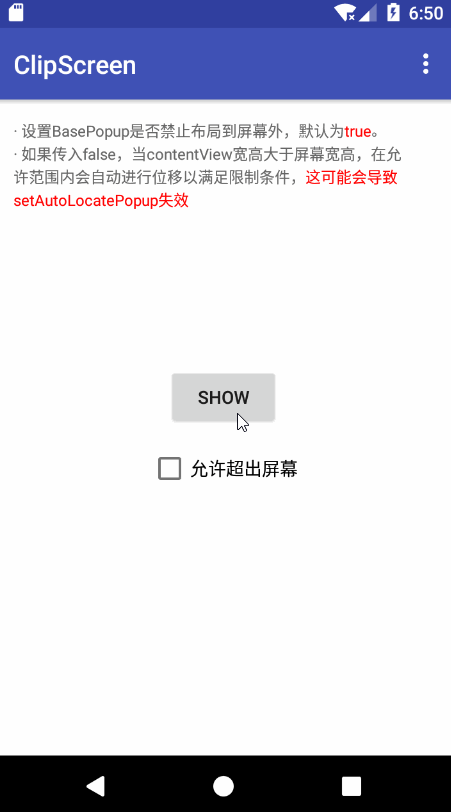 6:50
ClipScreen
· 设置BasePopup是否禁止布局到屏幕外，默认为true。
· 如果传入false，当contentView宽高大于屏幕宽高，在允
许范围内会自动进行位移以满足限制条件，这可能会导致
setAutoLocatePopup失效
SHOW
允许超出屏幕